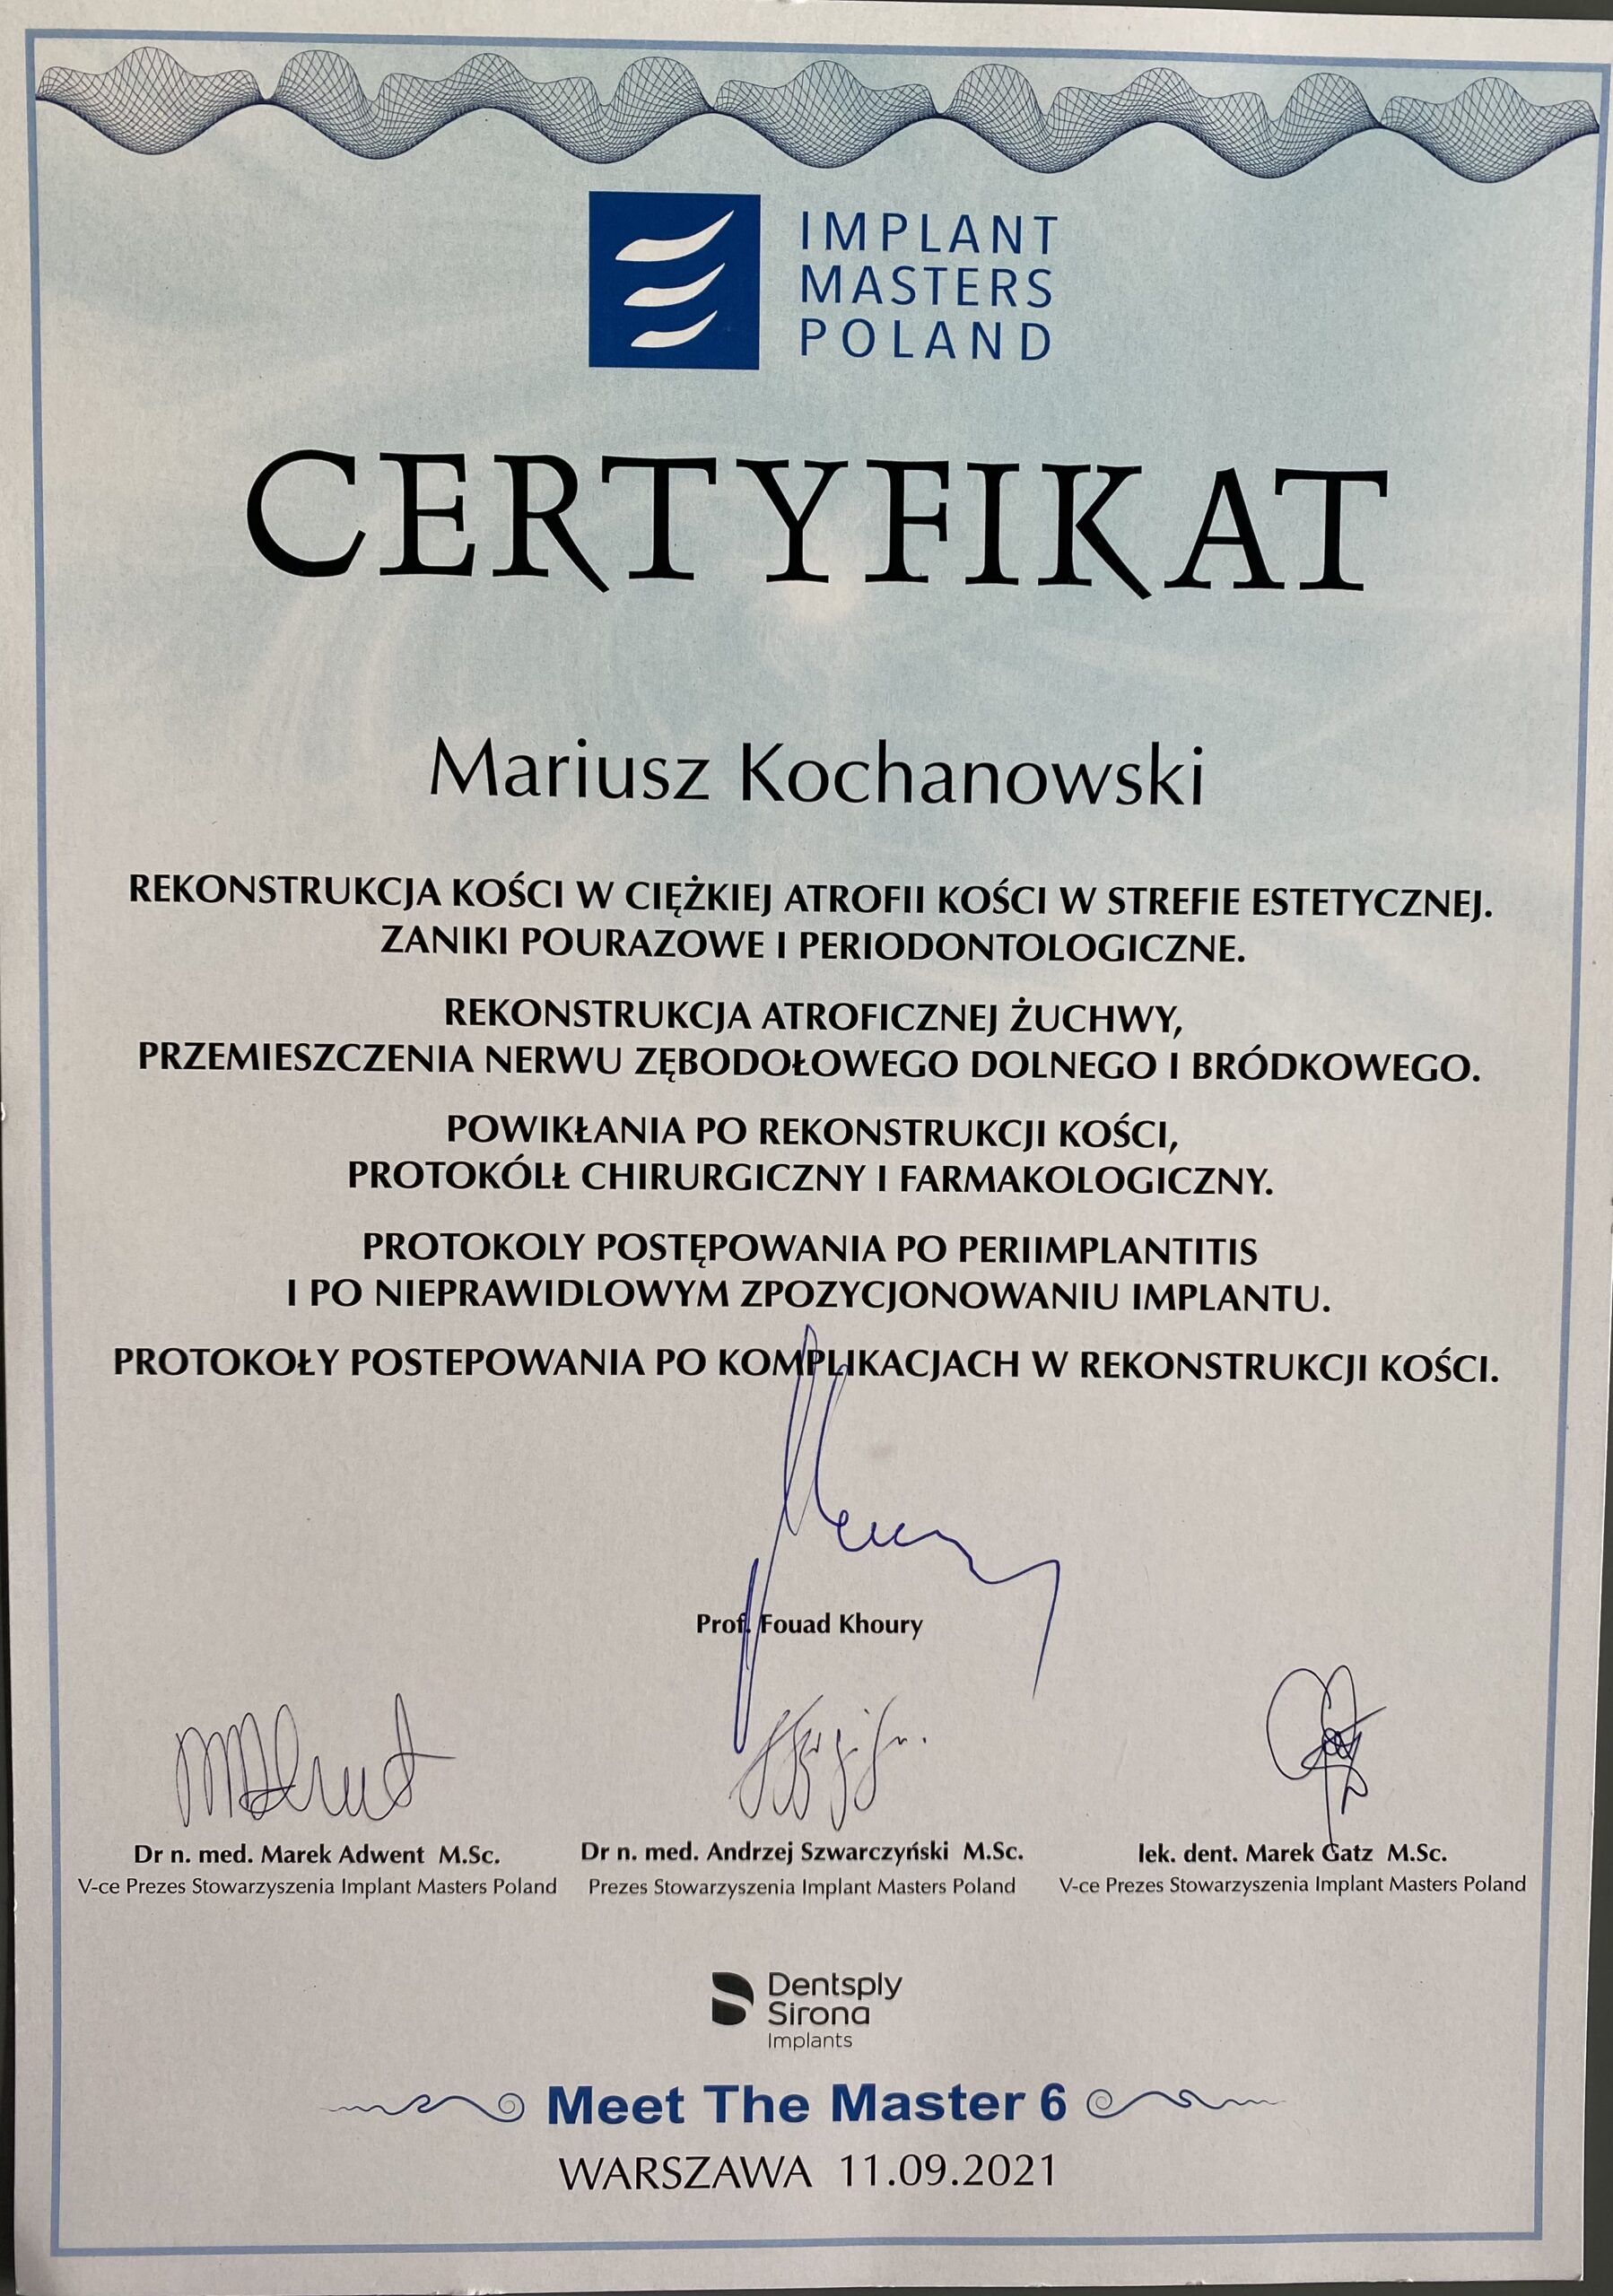 IMPLANT
MASTERS
POLAND
CERTYFIKAT
Mariusz Kochanowski
REKONSTRUKCJA KOŚCI W CIĘŻKIEJ ATROFII KOŚCI W STREFIE ESTETYCZNEJ.
ZANIKI POURAZOWE I PERIODONTOLOGICZNE.
REKONSTRUKCJA ATROFICZNEJ ŻUCHWY,
PRZEMIESZCZENIA NERWU ZĘBODOŁOWEGO DOLNEGO I BRÓDKOWEGO.
POWIKŁANIA PO REKONSTRUKCJI KOŚCI,
PROTOKÓLŁ CHIRURGICZNY I FARMAKOLOGICZNY.
PROTOKOLY POSTĘPOWANIA PO PERIIMPLANTITIS
I PO NIEPRAWIDLOWYM ZPOZYCJONOWANIU IMPLANTU.
PROTOKOŁY POSTEPOWANIA PO KOMPLIKACJACH W REKONSTRUKCJI KOŚCI.
Prof. Fouad Khoury
Dr n. med. Marek Adwent M.Sc.
V-ce Prezes Stowarzyszenia Implant Masters Poland
Dr n. med. Andrzej Szwarczyński M.Sc.
Prezes Stowarzyszenia Implant Masters Poland
lek. dent. Marek Gatz M.Sc.
V-ce Prezes Stowarzyszenia Implant Masters Poland
Dentsply
Sirona
Implants
Meet The Master 6
WARSZAWA 11.09.2021